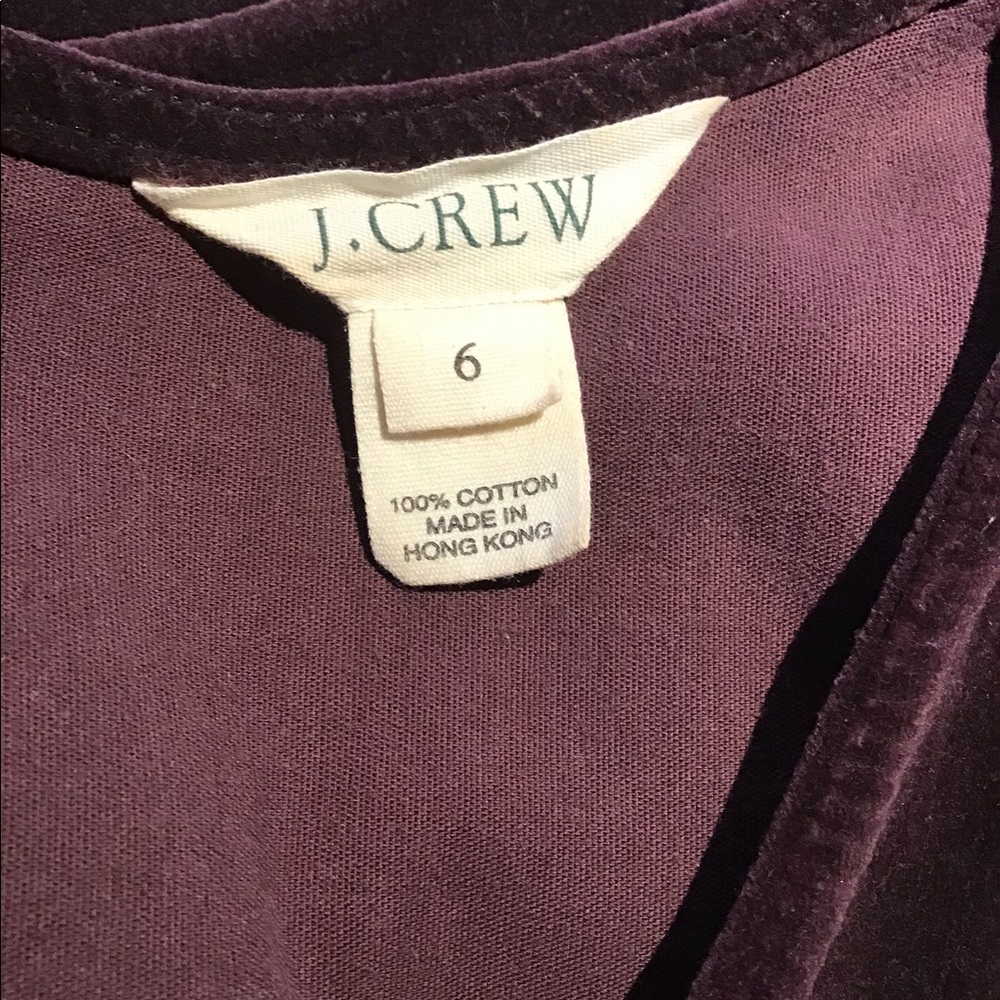 J.CREW
6
100% COTTON
MADE IN
HONG KONG